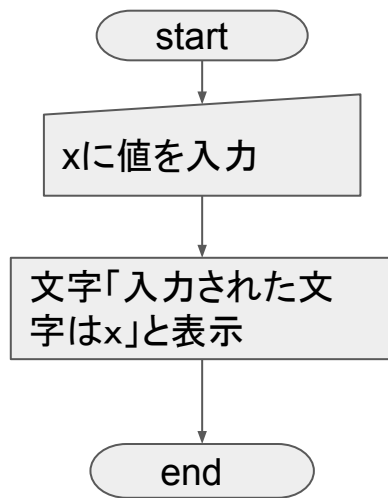 start
xに値を入力
文字「入力された文
字はx」と表示
end